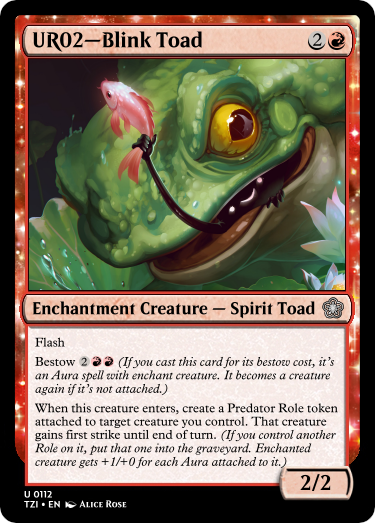 UR02—Blink Toad 2
Enchantment Creature — Spirit Toad
Flash
Bestow 2 (If you cast this card for its bestow cost, it's
an Aura spell with enchant creature. It becomes a creature
again if it's not attached.)
When this creature enters, create a Predator Role token
attached to target creature you control. That creature
gains first strike until end of turn. (If you control another
Role on it, put that one into the graveyard. Enchanted
creature gets +1/+0 for each Aura attached to it.)
2/2
U 0112
TZI • EN Alice Rose